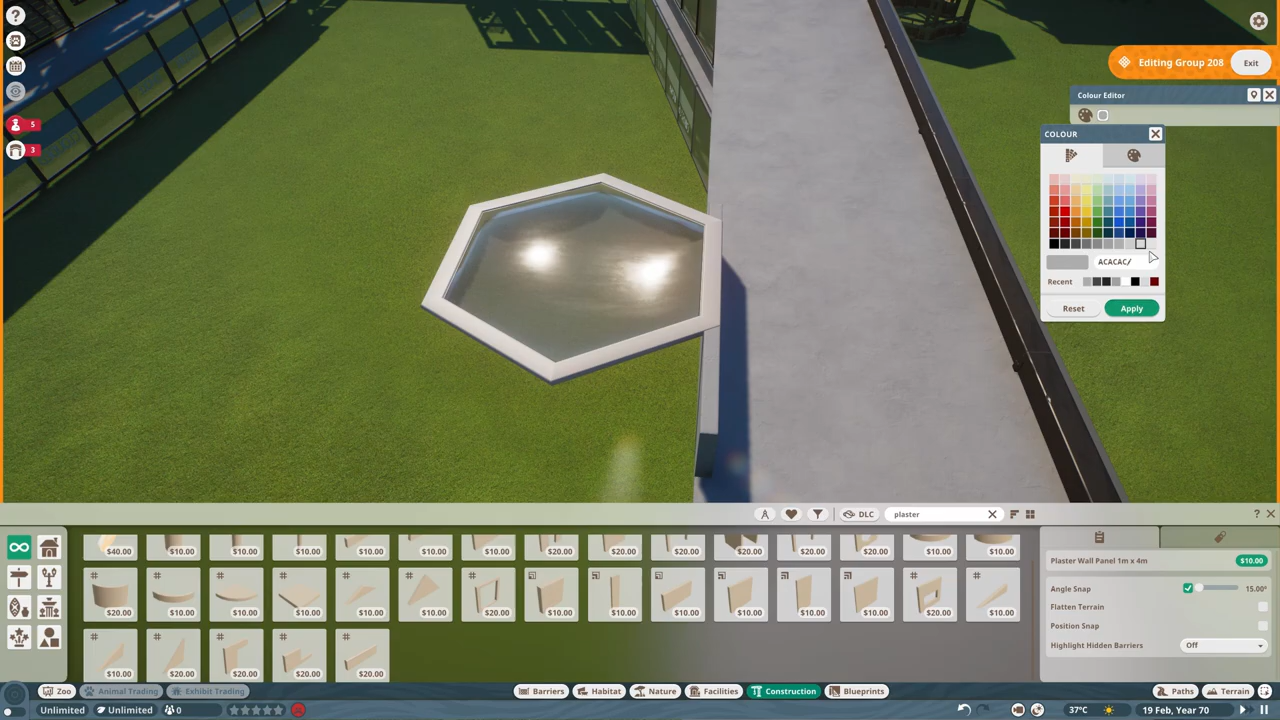 ?
Editing Group 208 Exit
Colour Editor
5
3
COLOUR
ACACAC/
Recent
Reset Apply
DLC plaster
? 
$40.00 $10.00 $10.00 $10.00 $10.00 $10.00 $10.00 $20.00 $20.00 $20.00 $20.00 $10.00 $20.00 $10.00 $10.00
$20.00 $10.00 $10.00 $10.00 $10.00 $10.00 $20.00 $10.00 $10.00 $10.00 $10.00 $10.00 $10.00 $20.00 $10.00
$10.00 $20.00 $20.00 $20.00 $20.00
Plaster Wall Panel 1m x 4m $10.00
Angle Snap 15.00°
Flatten Terrain
Position Snap
Highlight Hidden Barriers Off
Zoo Animal Trading Exhibit Trading Barriers Habitat Nature Facilities Construction Blueprints Paths Terrain
Unlimited Unlimited 0 37°C 19 Feb, Year 70